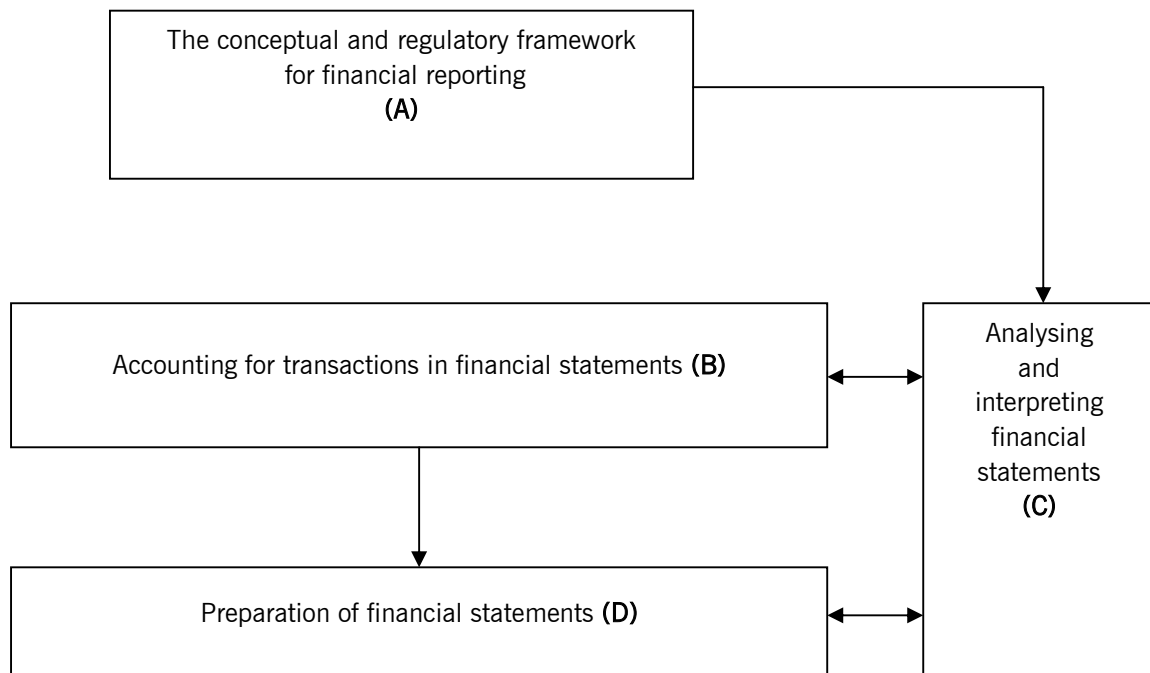 The conceptual and regulatory framework
for financial reporting
(A)
Accounting for transactions in financial statements (B)
Analysing
and
interpreting
financial
statements
(C)
Preparation of financial statements (D)